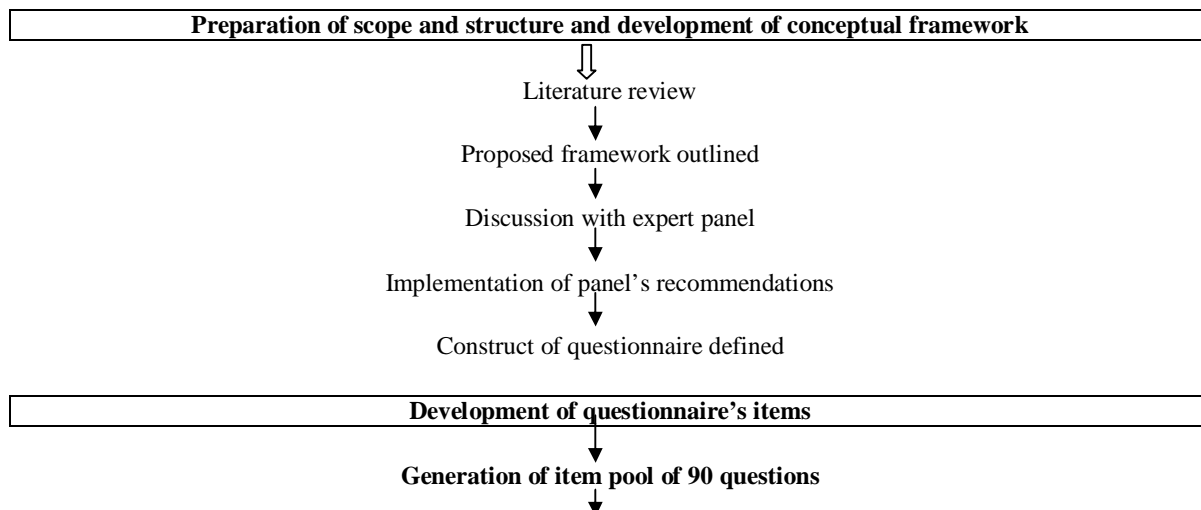 Preparation of scope and structure and development of conceptual framework
Literature review
Proposed framework outlined
Discussion with expert panel
Implementation of panel’s recommendations
Construct of questionnaire defined
Development of questionnaire’s items
Generation of item pool of 90 questions